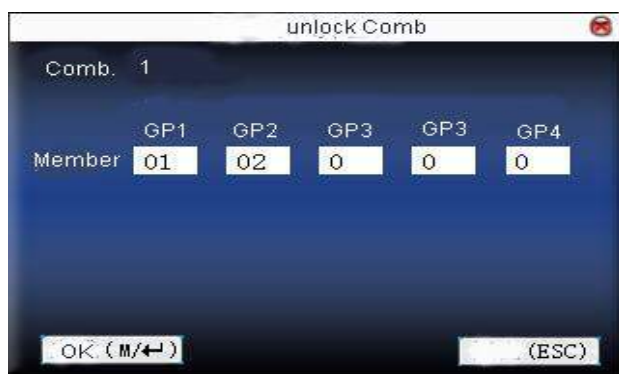 unlock Comb
Comb. 1
GP1 GP2 GP3 GP3 GP4
Member 01 02 0 0 0
OK (M/↵) (ESC)